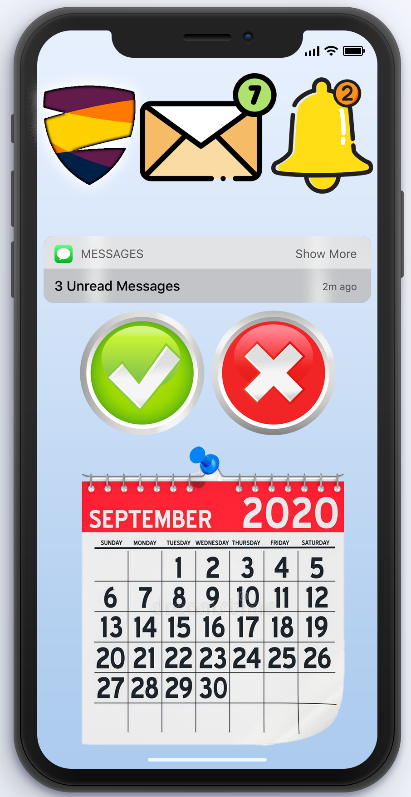 7
2
MESSAGES Show More
3 Unread Messages 2m ago
SEPTEMBER 2020
SUNDAY MONDAY TUESDAY WEDNESDAY THURSDAY FRIDAY SATURDAY
1 2 3 4 5
6 7 8 9 10 11 12
13 14 15 16 17 18 19
20 21 22 23 24 25 26
27 28 29 30